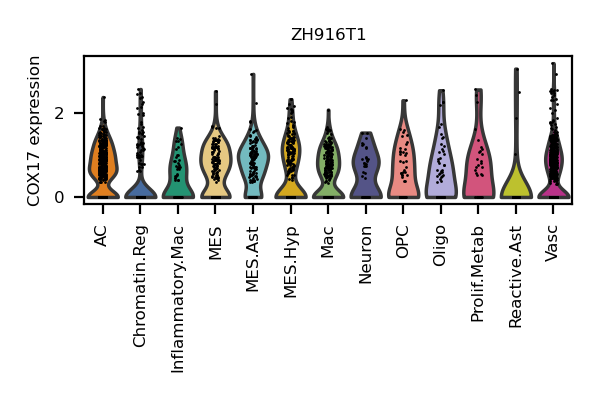 ZH916T1
COX17 expression
2
0
AC
Chromatin.Reg
Inflammatory.Mac
MES
MES.Ast
MES.Hyp
Mac
Neuron
OPC
Oligo
Prolif.Metab
Reactive.Ast
Vasc